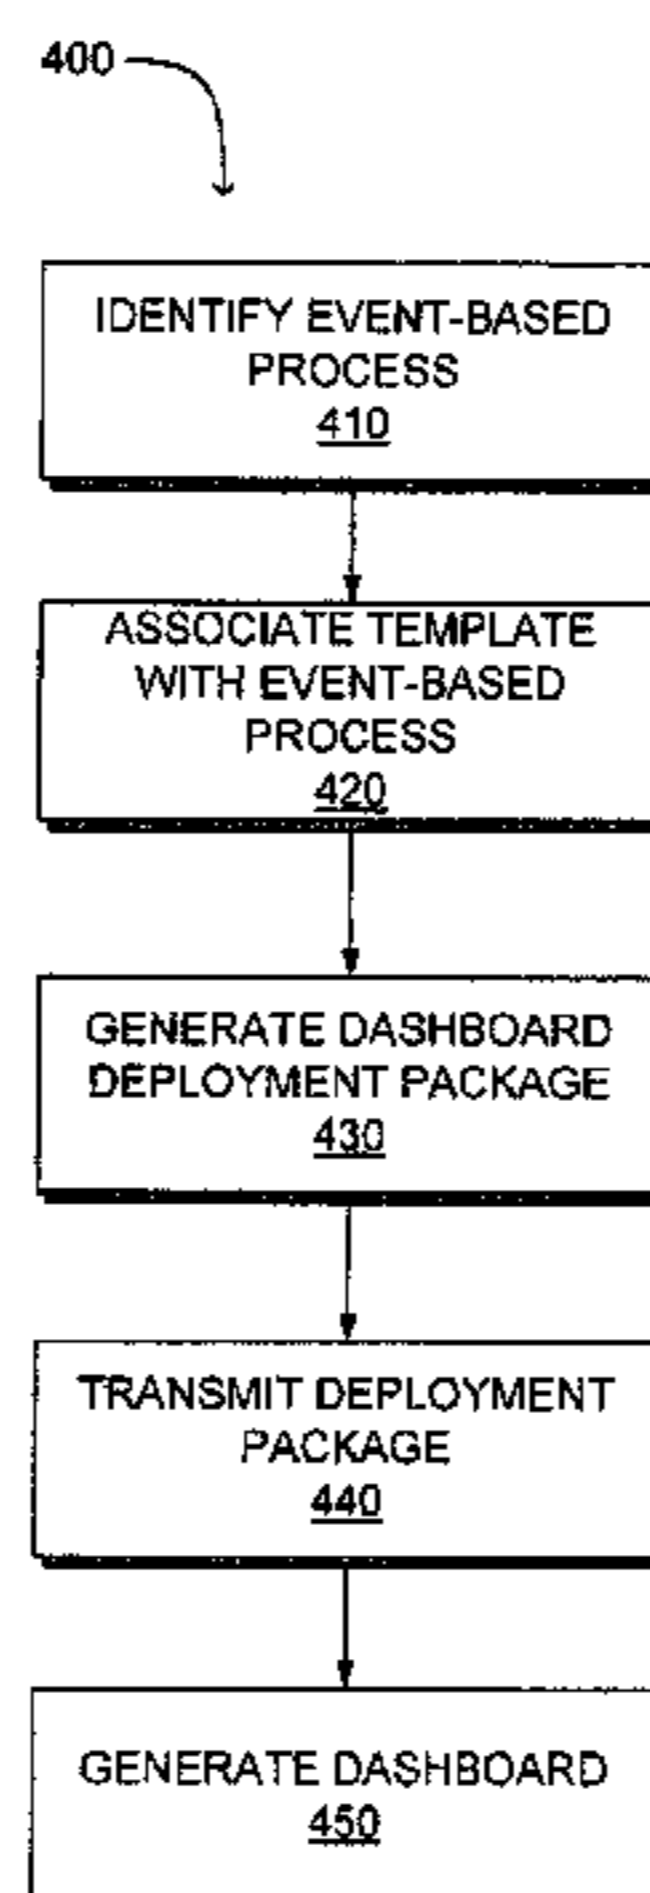 400
IDENTIFY EVENT-BASED
PROCESS
410
ASSOCIATE TEMPLATE
WITH EVENT-BASED
PROCESS
420
GENERATE DASHBOARD
DEPLOYMENT PACKAGE
430
TRANSMIT DEPLOYMENT
PACKAGE
440
GENERATE DASHBOARD
450